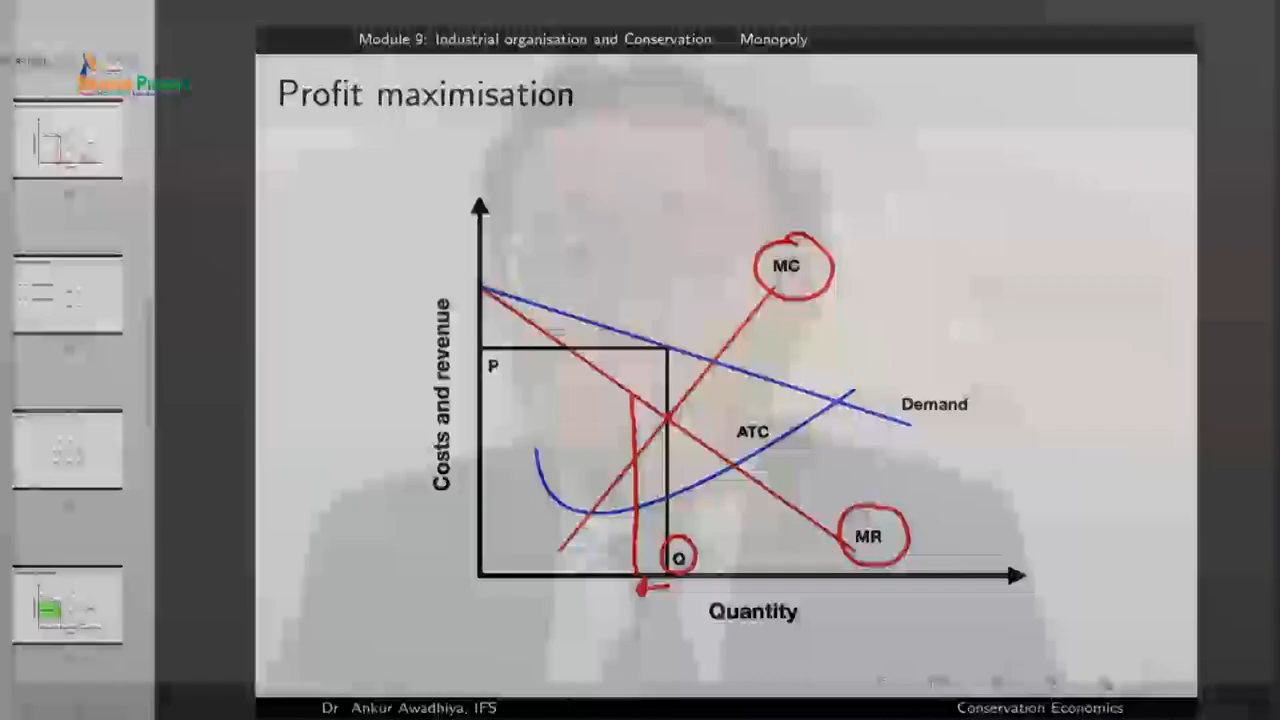 Module 9: Industrial organisation and Conservation Monopoly
Profit maximisation
MC
P
Costs and revenue
Demand
ATC
MR
Q
Quantity
Dr Ankur Awadhiya, IFS Conservation Economics